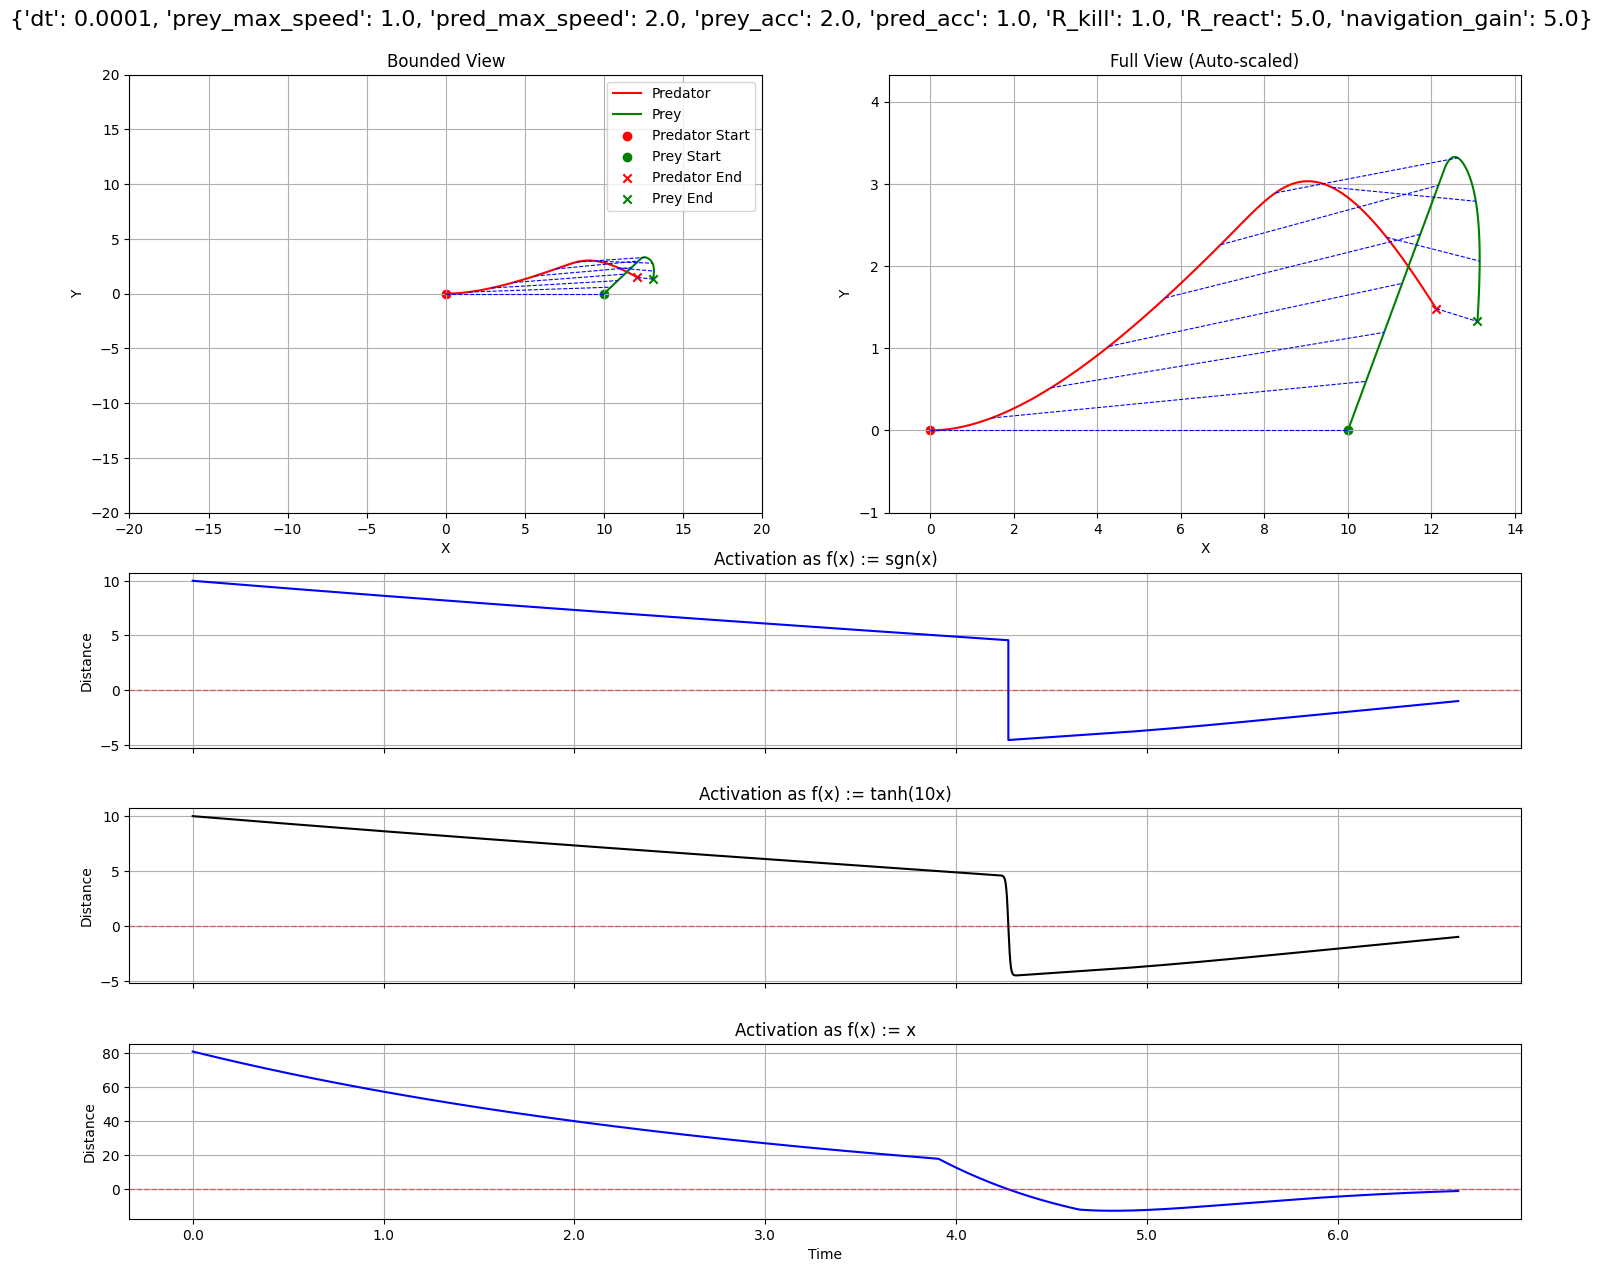 {'dt': 0.0001, 'prey_max_speed': 1.0, 'pred_max_speed': 2.0, 'prey_acc': 2.0, 'pred_acc': 1.0, 'R_kill': 1.0, 'R_react': 5.0, 'navigation_gain': 5.0}
Bounded View
20
15
10
5
0
−5
−10
−15
−20
Y
−20 −15 −10 −5 0 5 10 15 20
X
Predator
Prey
Predator Start
Prey Start
Predator End
Prey End
Full View (Auto-scaled)
4
3
2
1
0
−1
Y
0 2 4 6 8 10 12 14
X
Activation as f(x) := sgn(x)
10
5
0
−5
Distance
Activation as f(x) := tanh(10x)
10
5
0
−5
Distance
Activation as f(x) := x
80
60
40
20
0
Distance
0.0 1.0 2.0 3.0 4.0 5.0 6.0
Time